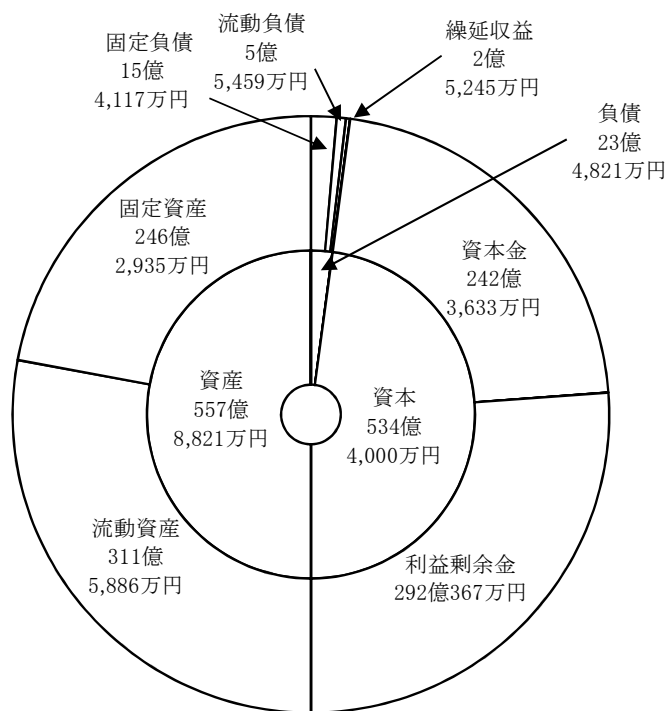 固定負債
15億
4,117万円
流動負債
5億
5,459万円
繰延収益
2億
5,245万円
負債
23億
4,821万円
固定資産
246億
2,935万円
資本金
242億
3,633万円
資産
557億
8,821万円
資本
534億
4,000万円
流動資産
311億
5,886万円
利益剰余金
292億367万円